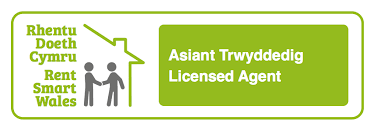 Rhentu
Doeth
Cymru
Rent
Smart
Wales
Asiant Trwyddedig
Licensed Agent